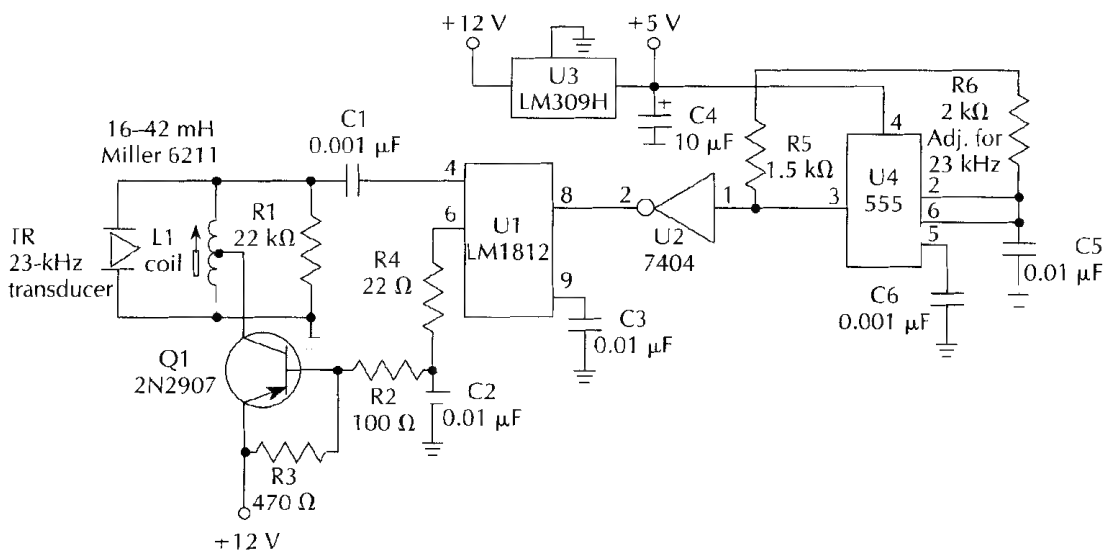 +12 V
+5 V
U3
LM309H
C4
10 µF
+
R6
2 kΩ
Adj. for
23 kHz
R5
1.5 kΩ
4
U4
555
3
2
6
5
C5
0.01 µF
C6
0.001 µF
16–42 mH
Miller 6211
C1
0.001 µF
4
6
U1
LM1812
8
9
2
1
U2
7404
C3
0.01 µF
TR
23-kHz
transducer
L1
coil
R1
22 kΩ
R4
22 Ω
Q1
2N2907
R2
100 Ω
C2
0.01 µF
R3
470 Ω
+12 V